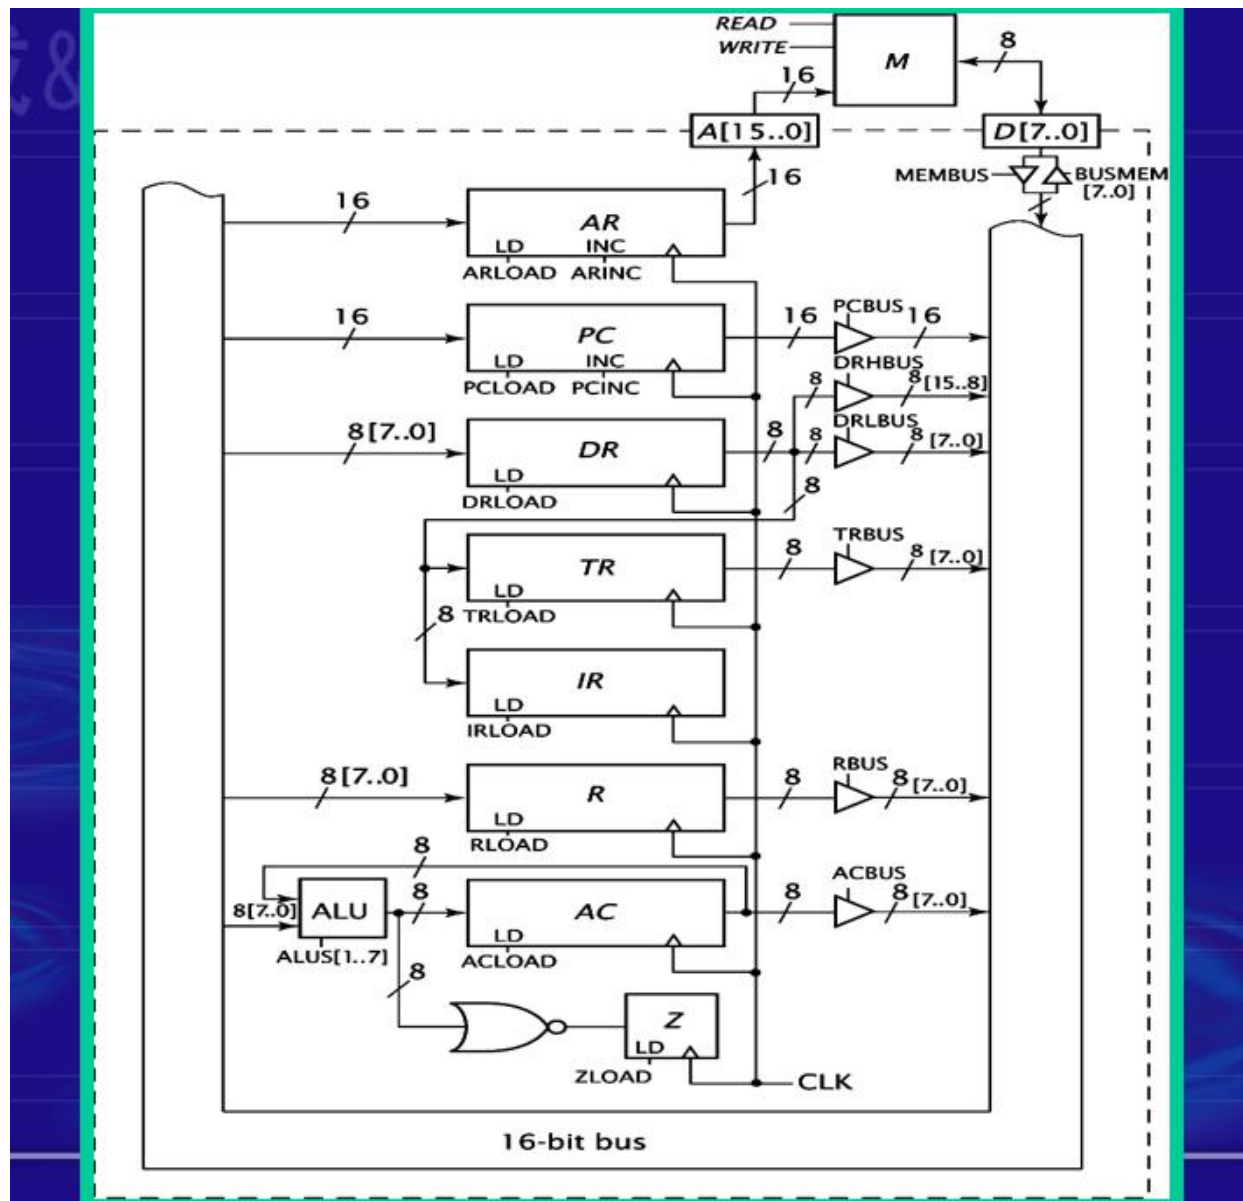 &
READ
WRITE
M
8
16
A[15..0]
D[7..0]
16
MEMBUS
BUSMEM
[7..0]
16
AR
LD INC
ARLOAD ARINC
16
PC
LD INC
PCLOAD PCINC
16
PCBUS
16
DRHBUS
8
8 [15..8]
8 [7..0]
DR
LD
DRLOAD
8
8
DRLBUS
8 [7..0]
8
TR
LD
TRLOAD
8
TRBUS
8 [7..0]
8
IR
LD
IRLOAD
8 [7..0]
R
LD
RLOAD
8
RBUS
8 [7..0]
8
8[7..0]
ALU
ALUS[1..7]
8
AC
LD
ACLOAD
8
ACBUS
8 [7..0]
8
Z
LD
ZLOAD
CLK
16-bit bus